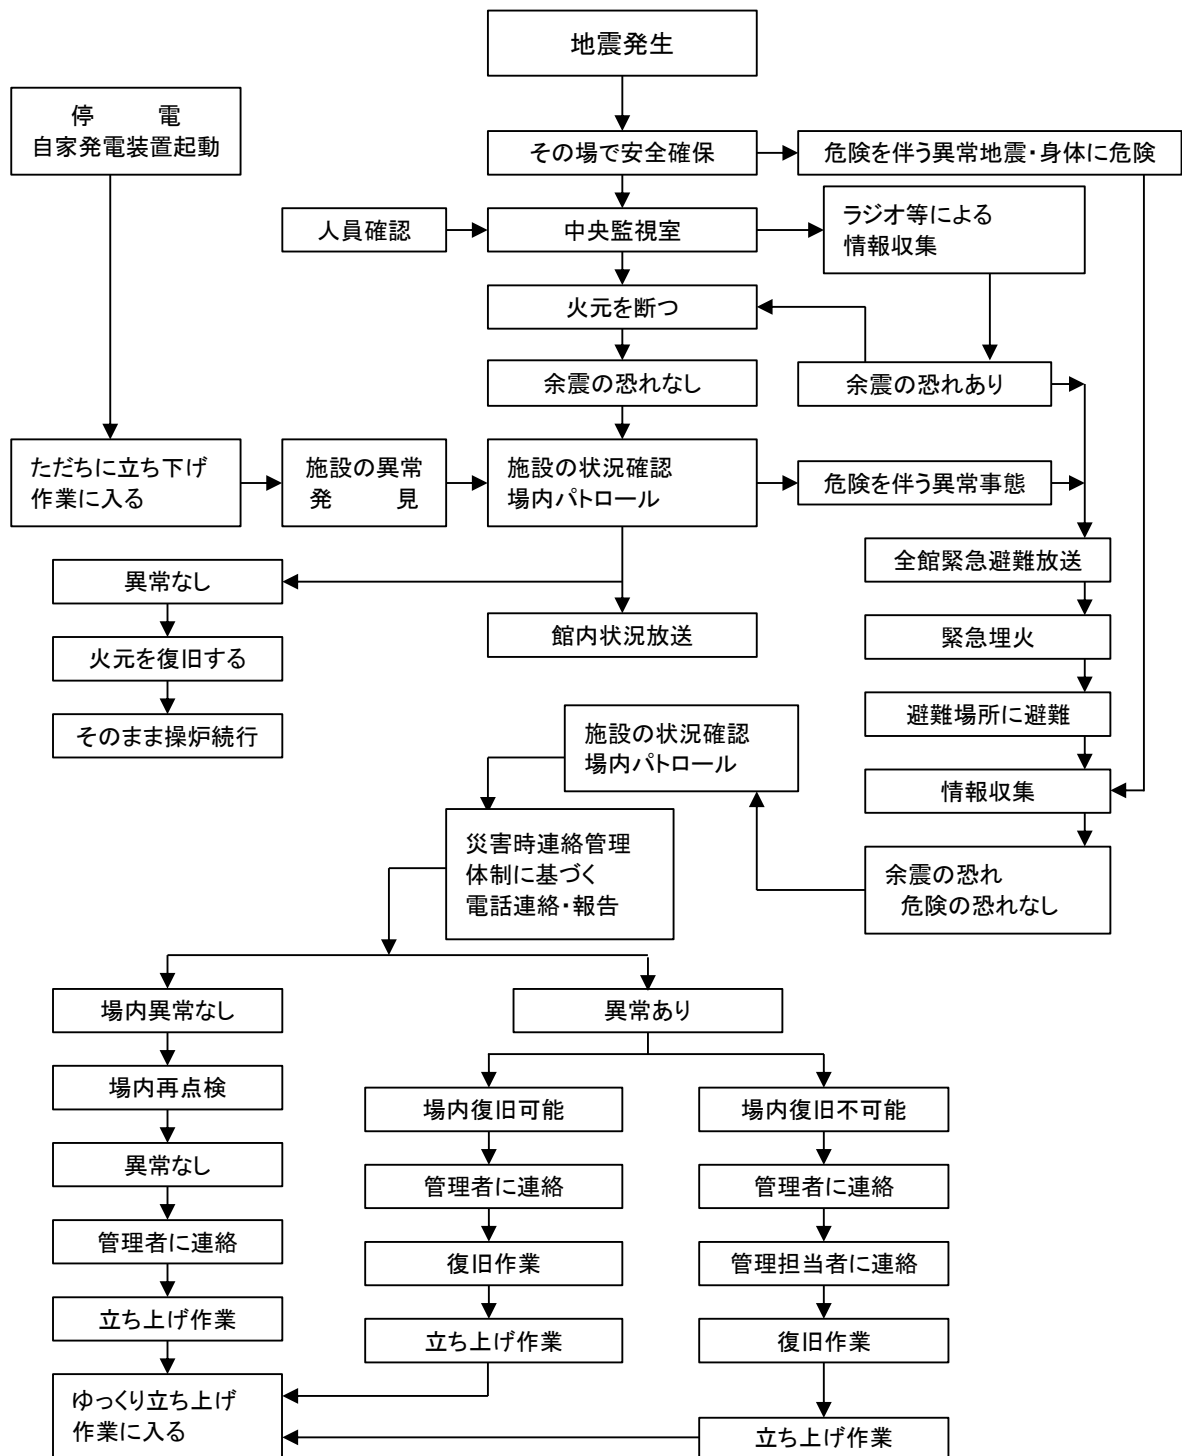 地震発生
停　　　電
自家発電装置起動
その場で安全確保
危険を伴う異常地震・身体に危険
人員確認
中央監視室
ラジオ等による
情報収集
火元を断つ
余震の恐れなし
余震の恐れあり
ただちに立ち下げ
作業に入る
施設の異常
発　　　見
施設の状況確認
場内パトロール
危険を伴う異常事態
全館緊急避難放送
異常なし
館内状況放送
緊急埋火
火元を復旧する
避難場所に避難
そのまま操炉続行
施設の状況確認
場内パトロール
情報収集
災害時連絡管理
体制に基づく
電話連絡・報告
余震の恐れ
危険の恐れなし
場内異常なし
異常あり
場内再点検
場内復旧可能
場内復旧不可能
異常なし
管理者に連絡
管理者に連絡
管理者に連絡
復旧作業
管理担当者に連絡
立ち上げ作業
立ち上げ作業
復旧作業
ゆっくり立ち上げ
作業に入る
立ち上げ作業